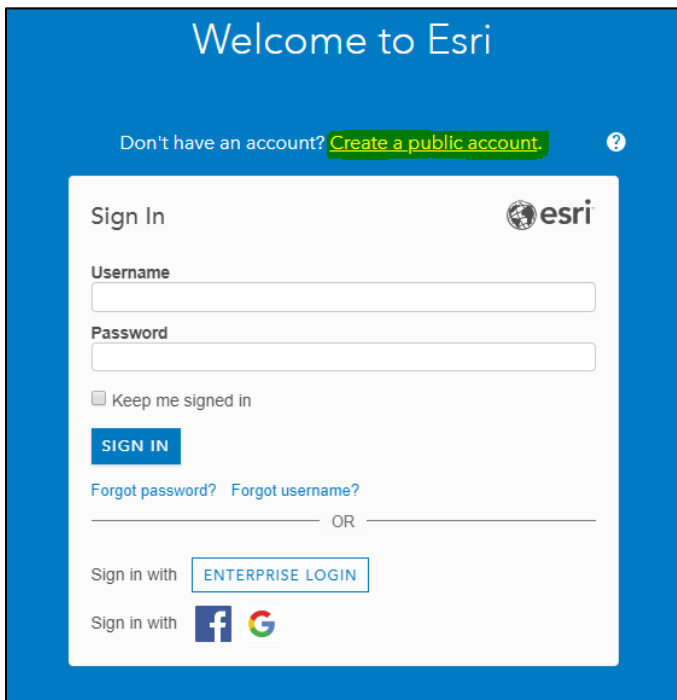 Welcome to Esri
Don't have an account? Create a public account.
?
Sign In
esri
Username
Password
Keep me signed in
SIGN IN
Forgot password? Forgot username?
OR
Sign in with ENTERPRISE LOGIN
Sign in with f G